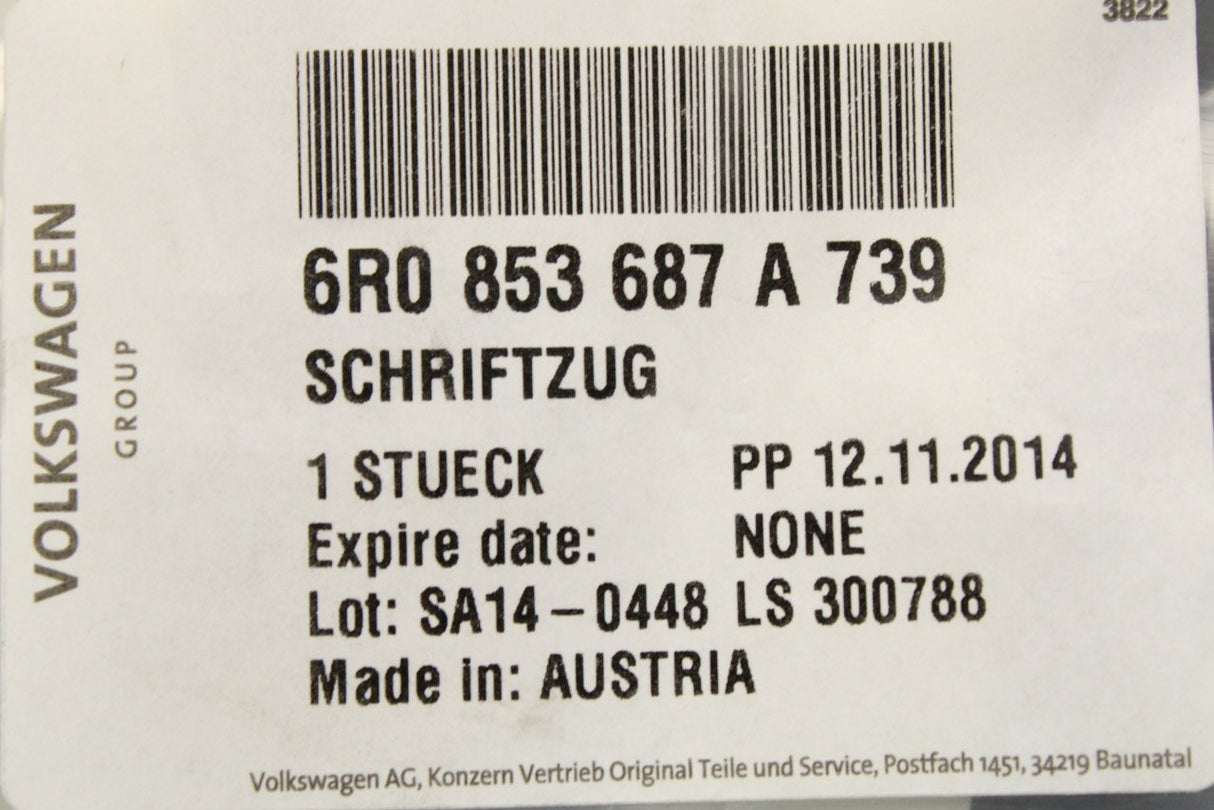 3822
6R0 853 687 A 739
SCHRIFTZUG
1 STUECK PP 12.11.2014
Expire date: NONE
Lot: SA14-0448 LS 300788
Made in: AUSTRIA
VOLKSWAGEN
GROUP
Volkswagen AG, Konzern Vertrieb Original Teile und Service, Postfach 1451, 34219 Baunatal